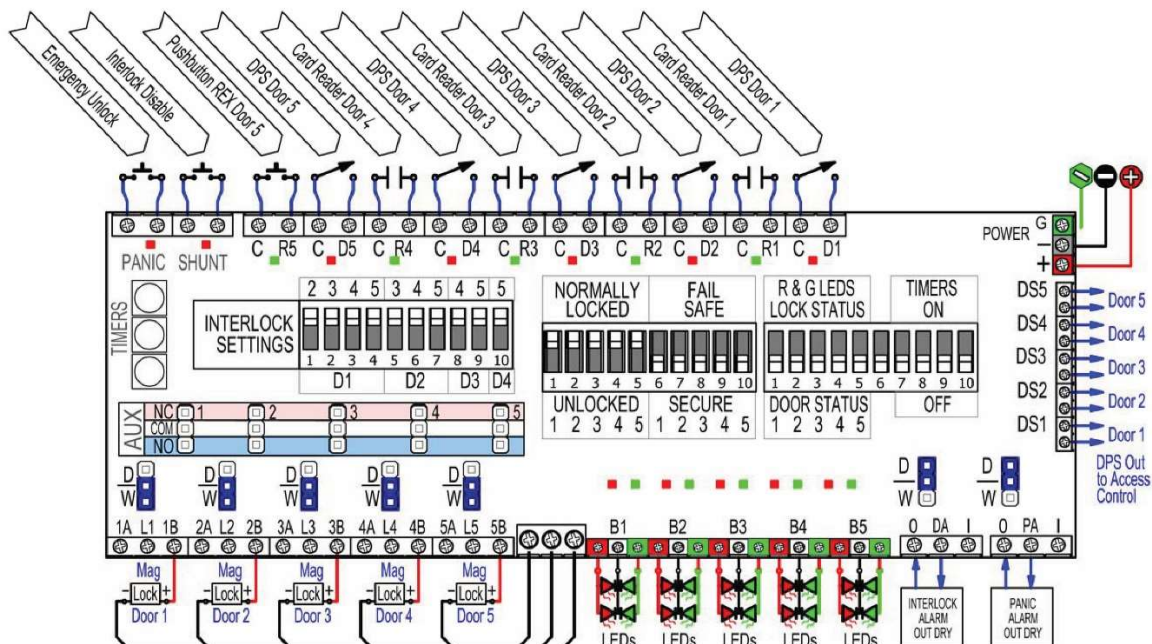 Emergency Unlock
Interlock Disable
Pushbutton REX Door 5
DPS Door 5
Card Reader Door 4
DPS Door 4
Card Reader Door 3
DPS Door 3
Card Reader Door 2
DPS Door 2
Card Reader Door 1
DPS Door 1
PANIC SHUNT
C R5 C D5 C R4 C D4 C R3 C D3 C R2 C D2 C R1 C D1
POWER G
−
+
TIMERS
INTERLOCK SETTINGS
2 3 4 5 3 4 5 4 5 5
1 2 3 4 5 6 7 8 9 10
D1 D2 D3 D4
NORMALLY LOCKED
FAIL SAFE
1 2 3 4 5 6 7 8 9 10
UNLOCKED SECURE
1 2 3 4 5 1 2 3 4 5
R & G LEDS LOCK STATUS
TIMERS ON
1 2 3 4 5 6 7 8 9 10
DOOR STATUS OFF
1 2 3 4 5
DS5 Door 5
DS4 Door 4
DS3 Door 3
DS2 Door 2
DS1 Door 1
DPS Out
to Access
Control
AUX
NC 1 2 3 4 5
COM
NO
D D D D D D D
W W W W W W W
1A L1 1B 2A L2 2B 3A L3 3B 4A L4 4B 5A L5 5B
B1 B2 B3 B4 B5
O DA I O PA I
Mag Mag Mag Mag Mag
− Lock + − Lock + − Lock + − Lock + − Lock +
Door 1 Door 2 Door 3 Door 4 Door 5
LEDs LEDs LEDs LEDs LEDs
INTERLOCK
ALARM
OUT DRY
PANIC
ALARM
OUT DRY